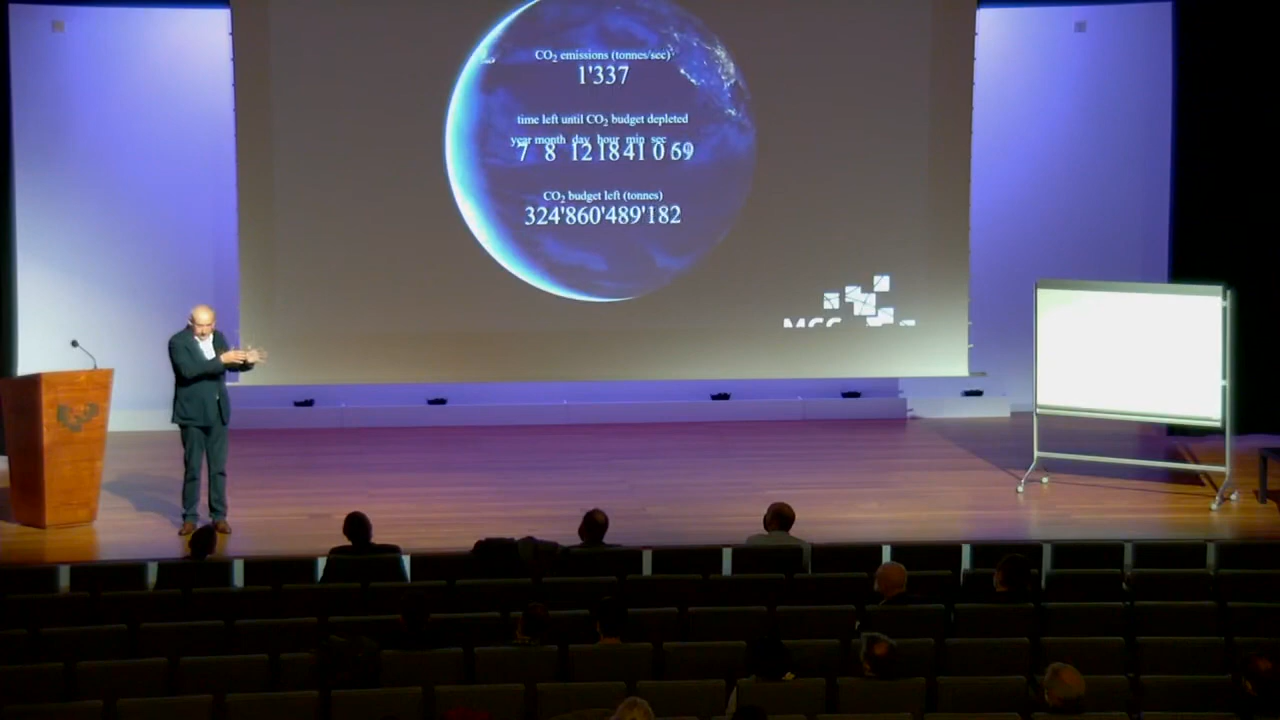 CO₂ emissions (tonnes/sec)
1'337
time left until CO₂ budget depleted
year month day hour min sec
7 8 12 18 41 0 69
CO₂ budget left (tonnes)
324'860'489'182